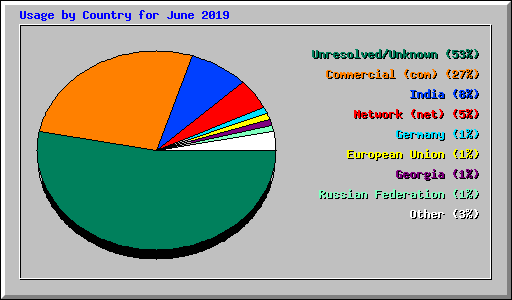 Usage by Country for June 2019
Unresolved/Unknown (53%)
Commercial (com) (27%)
India (8%)
Network (net) (5%)
Germany (1%)
European Union (1%)
Georgia (1%)
Russian Federation (1%)
Other (3%)